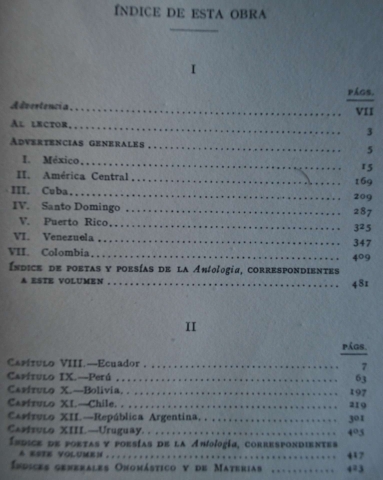 ÍNDICE DE ESTA OBRA
I
PÁGS.
Advertencia........ VII
AL LECTOR........ 3
ADVERTENCIAS GENERALES........ 5
I. México........ 15
II. América Central........ 169
III. Cuba........ 209
IV. Santo Domingo........ 287
V. Puerto Rico........ 325
VI. Venezuela........ 347
VII. Colombia........ 409
ÍNDICE DE POETAS Y POESÍAS DE LA Antología, CORRESPONDIENTES
A ESTE VOLUMEN........ 481
II
PÁGS.
CAPÍTULO VIII.—Ecuador........ 7
CAPÍTULO IX.—Perú........ 63
CAPÍTULO X.—Bolivia........ 197
CAPÍTULO XI.—Chile........ 219
CAPÍTULO XII.—República Argentina........ 301
CAPÍTULO XIII.—Uruguay........ 403
ÍNDICE DE POETAS Y POESÍAS DE LA Antología, CORRESPONDIENTES
A ESTE VOLUMEN........ 417
ÍNDICES GENERALES ONOMÁSTICO Y DE MATERIAS........ 423